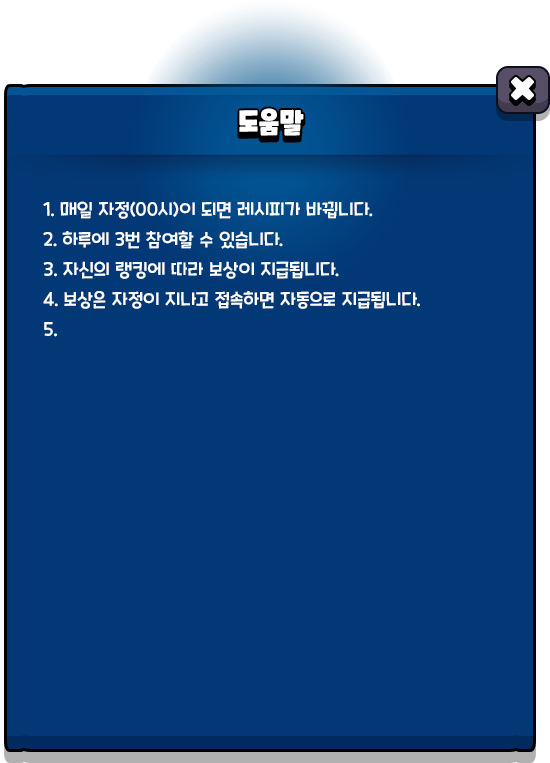 도움말
1. 매일 자정(00시)이 되면 레시피가 바뀝니다.
2. 하루에 3번 참여할 수 있습니다.
3. 자신의 랭킹에 따라 보상이 지급됩니다.
4. 보상은 자정이 지나고 접속하면 자동으로 지급됩니다.
5.